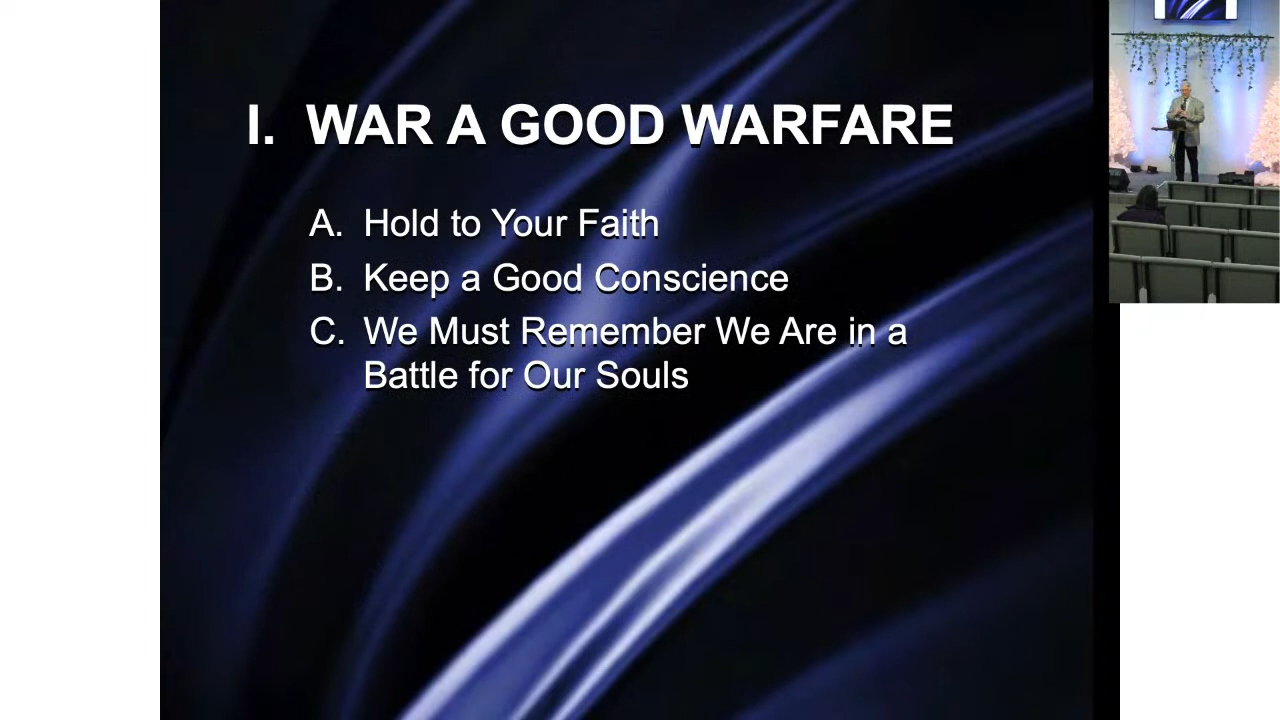 I. WAR A GOOD WARFARE
A. Hold to Your Faith
B. Keep a Good Conscience
C. We Must Remember We Are in a
Battle for Our Souls